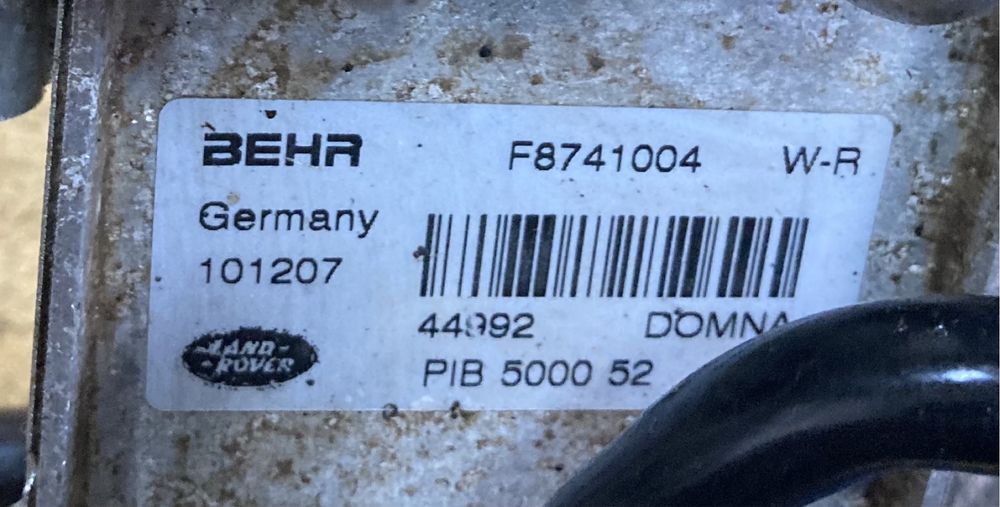 BEHR F8741004 W-R
Germany
101207
44992 DOMNA
LAND-
-ROVER
PIB 5000 52